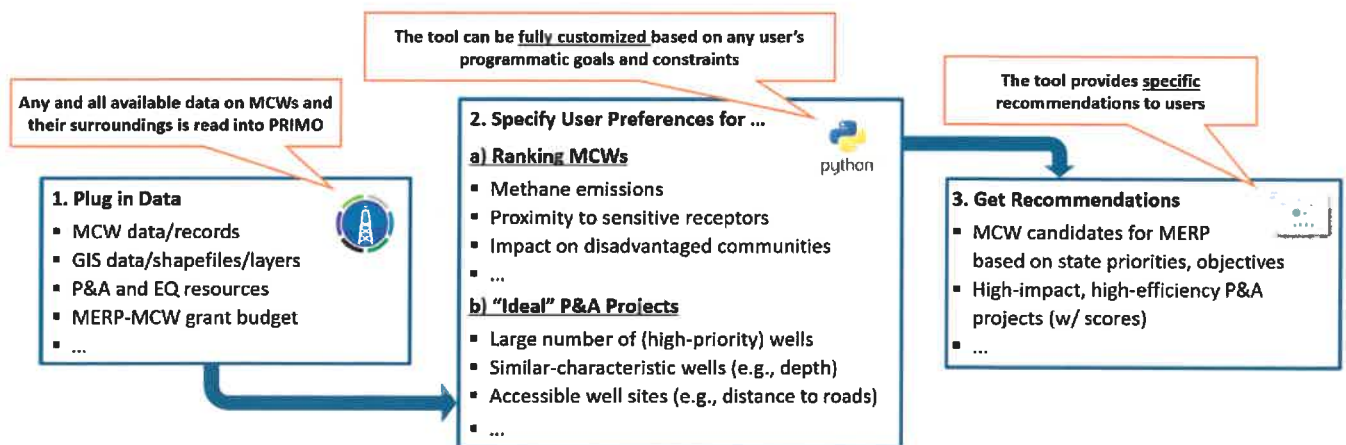 The tool can be fully customized based on any user's
programmatic goals and constraints
Any and all available data on MCWs and
their surroundings is read into PRIMO
The tool provides specific
recommendations to users
1. Plug in Data
▪ MCW data/records
▪ GIS data/shapefiles/layers
▪ P&A and EQ resources
▪ MERP-MCW grant budget
▪ ...
2. Specify User Preferences for ...
python
a) Ranking MCWs
▪ Methane emissions
▪ Proximity to sensitive receptors
▪ Impact on disadvantaged communities
▪ ...
b) "Ideal" P&A Projects
▪ Large number of (high-priority) wells
▪ Similar-characteristic wells (e.g., depth)
▪ Accessible well sites (e.g., distance to roads)
▪ ...
3. Get Recommendations
▪ MCW candidates for MERP
based on state priorities, objectives
▪ High-impact, high-efficiency P&A
projects (w/ scores)
▪ ...